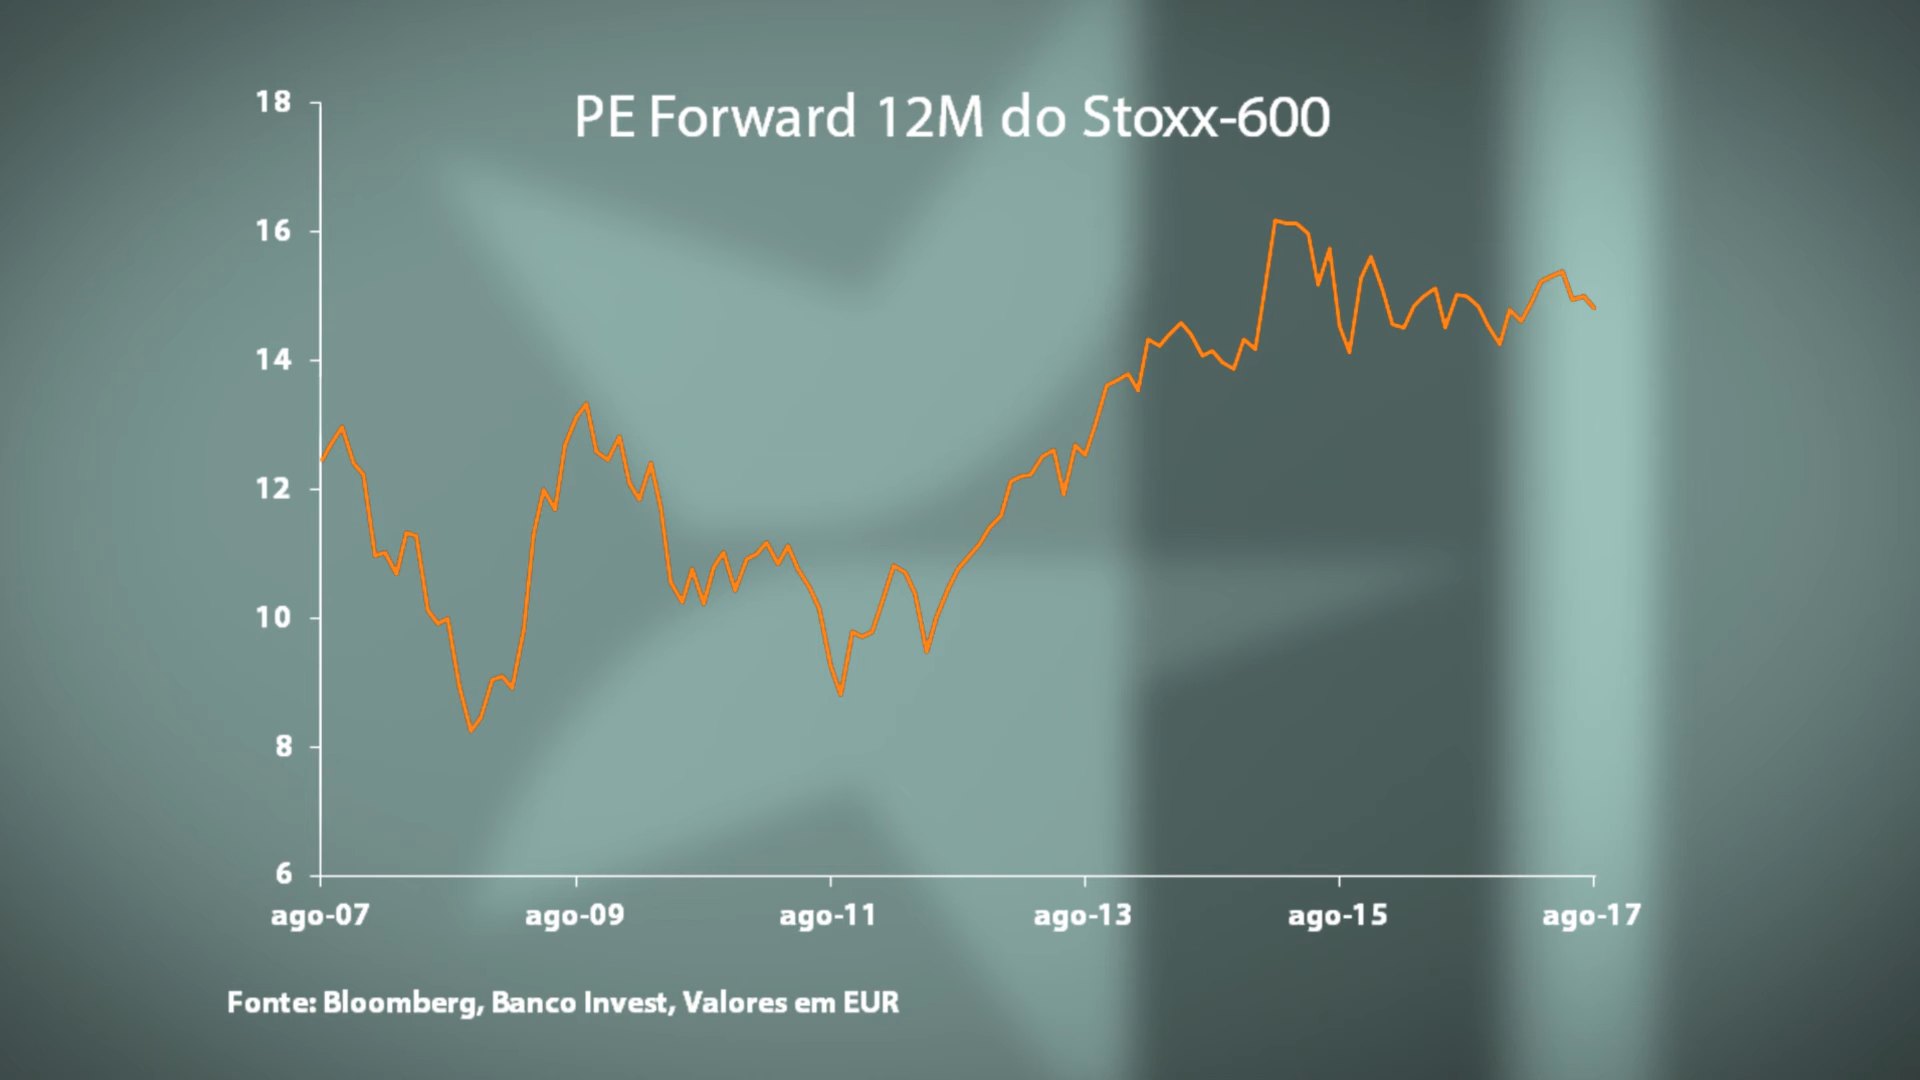 PE Forward 12M do Stoxx-600
18
16
14
12
10
8
6
ago-07 ago-09 ago-11 ago-13 ago-15 ago-17
Fonte: Bloomberg, Banco Invest, Valores em EUR